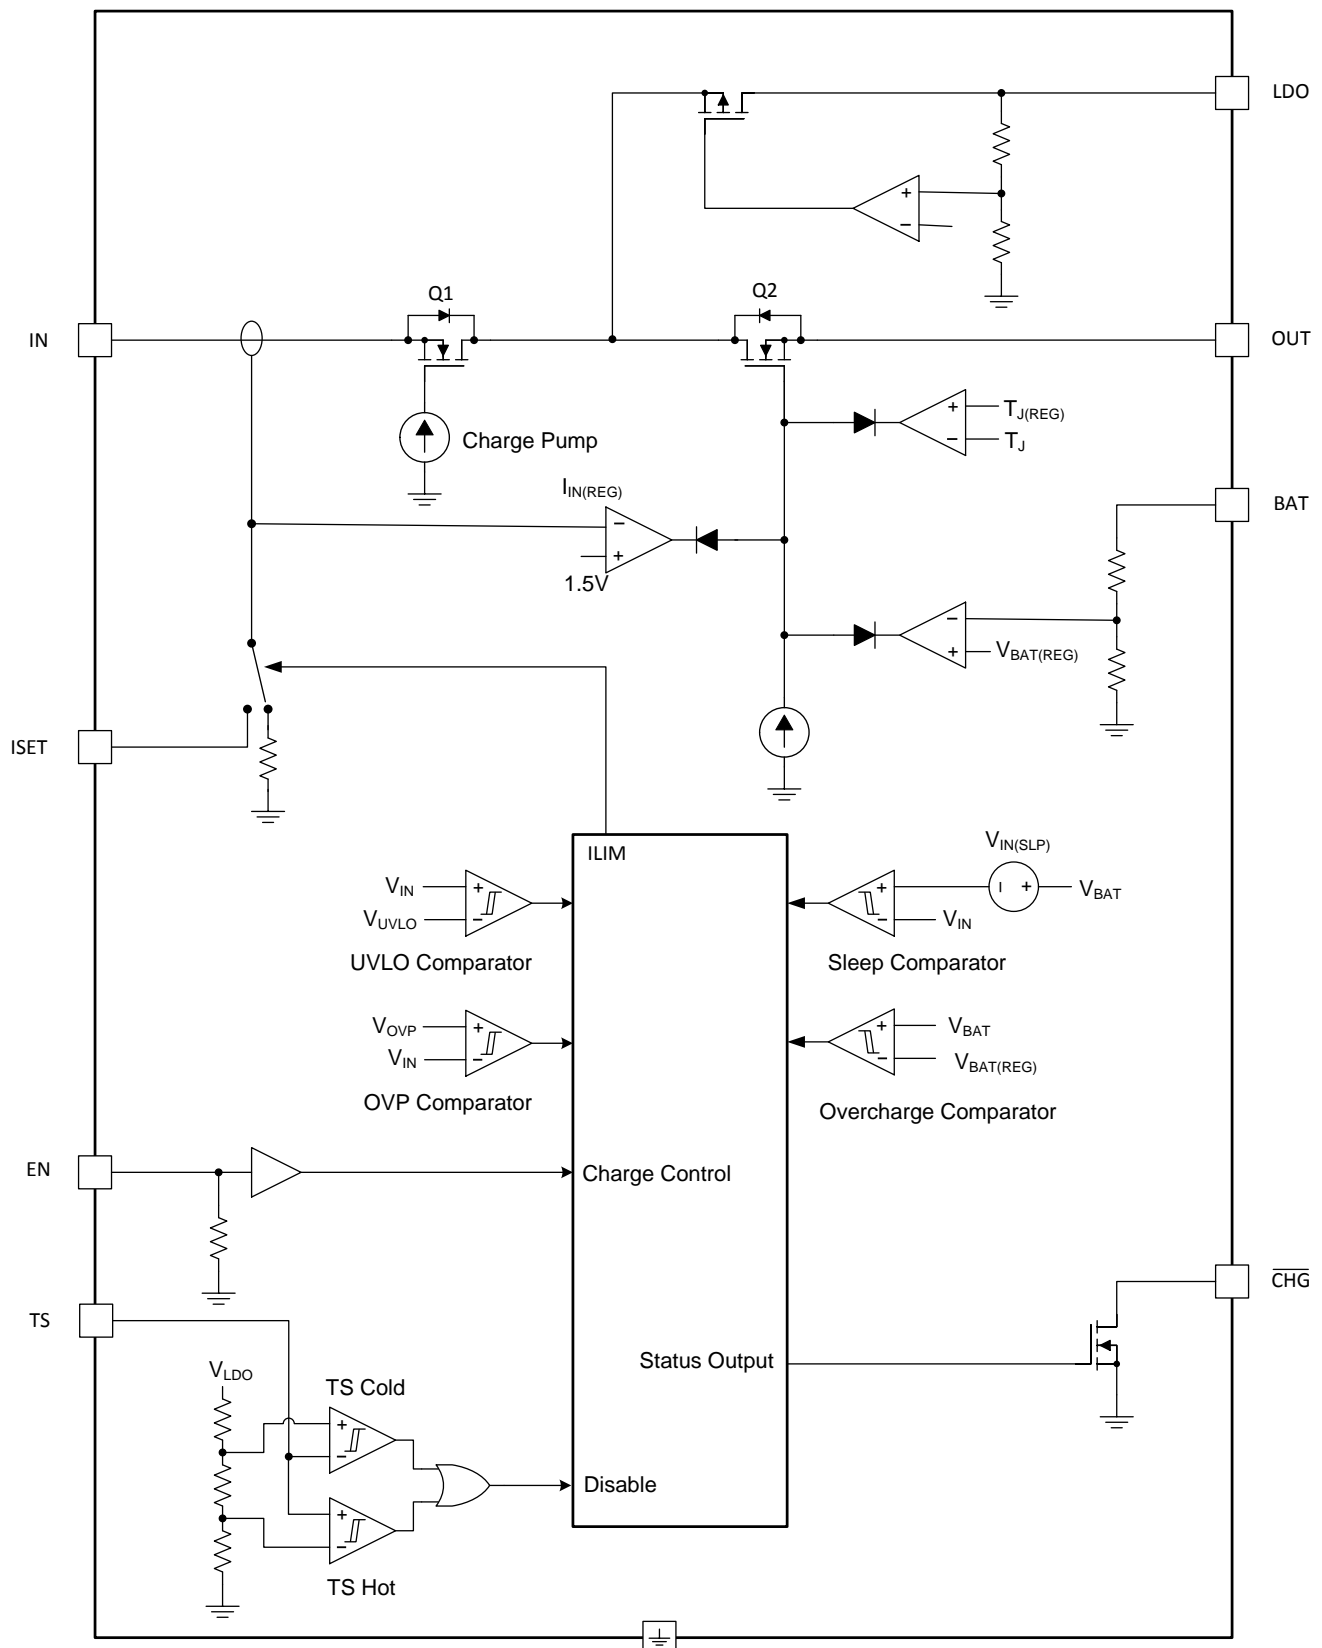 LDO
Q1
Q2
IN
OUT
T_J(REG)
T_J
Charge Pump
I_IN(REG)
BAT
1.5V
V_BAT(REG)
ISET
ILIM
V_IN(SLP)
V_IN
V_UVLO
V_BAT
V_IN
UVLO Comparator
Sleep Comparator
V_OVP
V_IN
V_BAT
V_BAT(REG)
OVP Comparator
Overcharge Comparator
EN
Charge Control
CHG
TS
Status Output
V_LDO
TS Cold
Disable
TS Hot